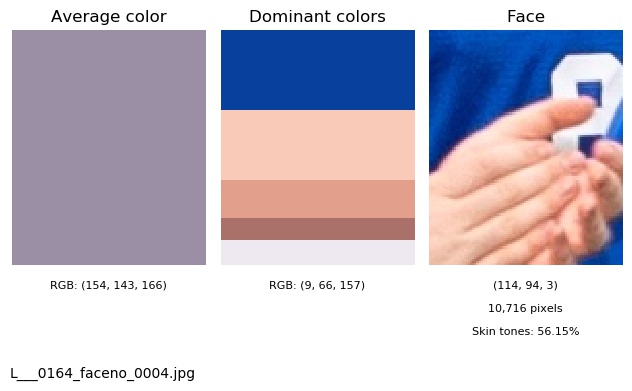 Average color
Dominant colors
Face
RGB: (154, 143, 166)
RGB: (9, 66, 157)
(114, 94, 3)
10,716 pixels
Skin tones: 56.15%
L___0164_faceno_0004.jpg